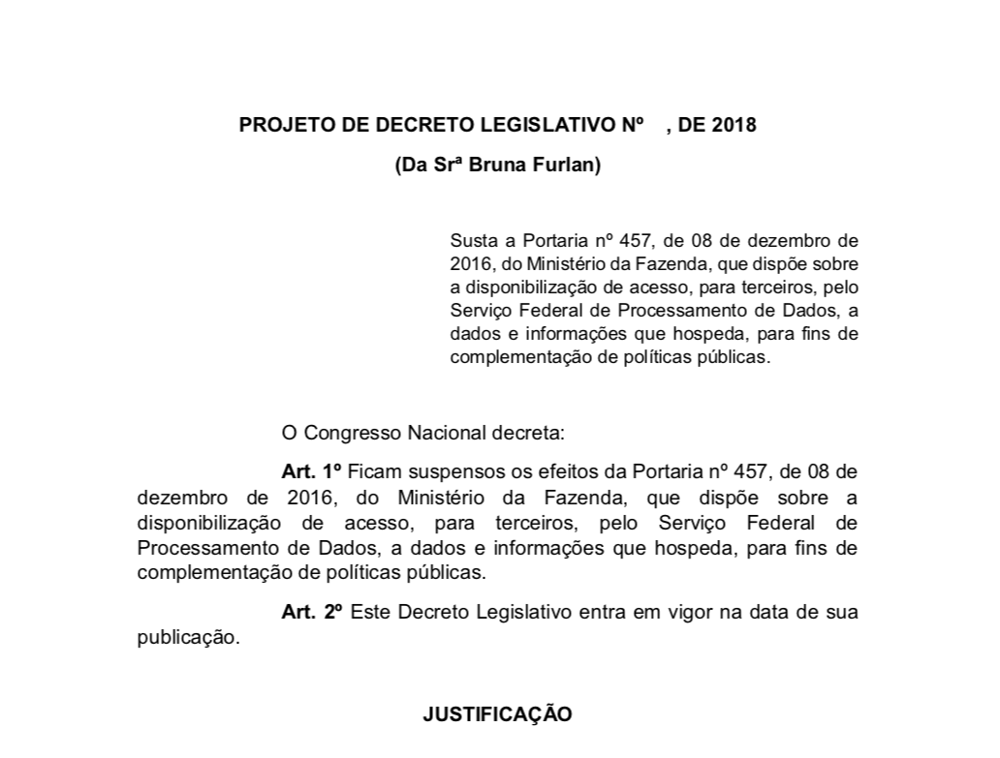 PROJETO DE DECRETO LEGISLATIVO Nº , DE 2018
(Da Srª Bruna Furlan)
Susta a Portaria nº 457, de 08 de dezembro de
2016, do Ministério da Fazenda, que dispõe sobre
a disponibilização de acesso, para terceiros, pelo
Serviço Federal de Processamento de Dados, a
dados e informações que hospeda, para fins de
complementação de políticas públicas.
O Congresso Nacional decreta:
Art. 1º Ficam suspensos os efeitos da Portaria nº 457, de 08 de
dezembro de 2016, do Ministério da Fazenda, que dispõe sobre a
disponibilização de acesso, para terceiros, pelo Serviço Federal de
Processamento de Dados, a dados e informações que hospeda, para fins de
complementação de políticas públicas.
Art. 2º Este Decreto Legislativo entra em vigor na data de sua
publicação.
JUSTIFICAÇÃO